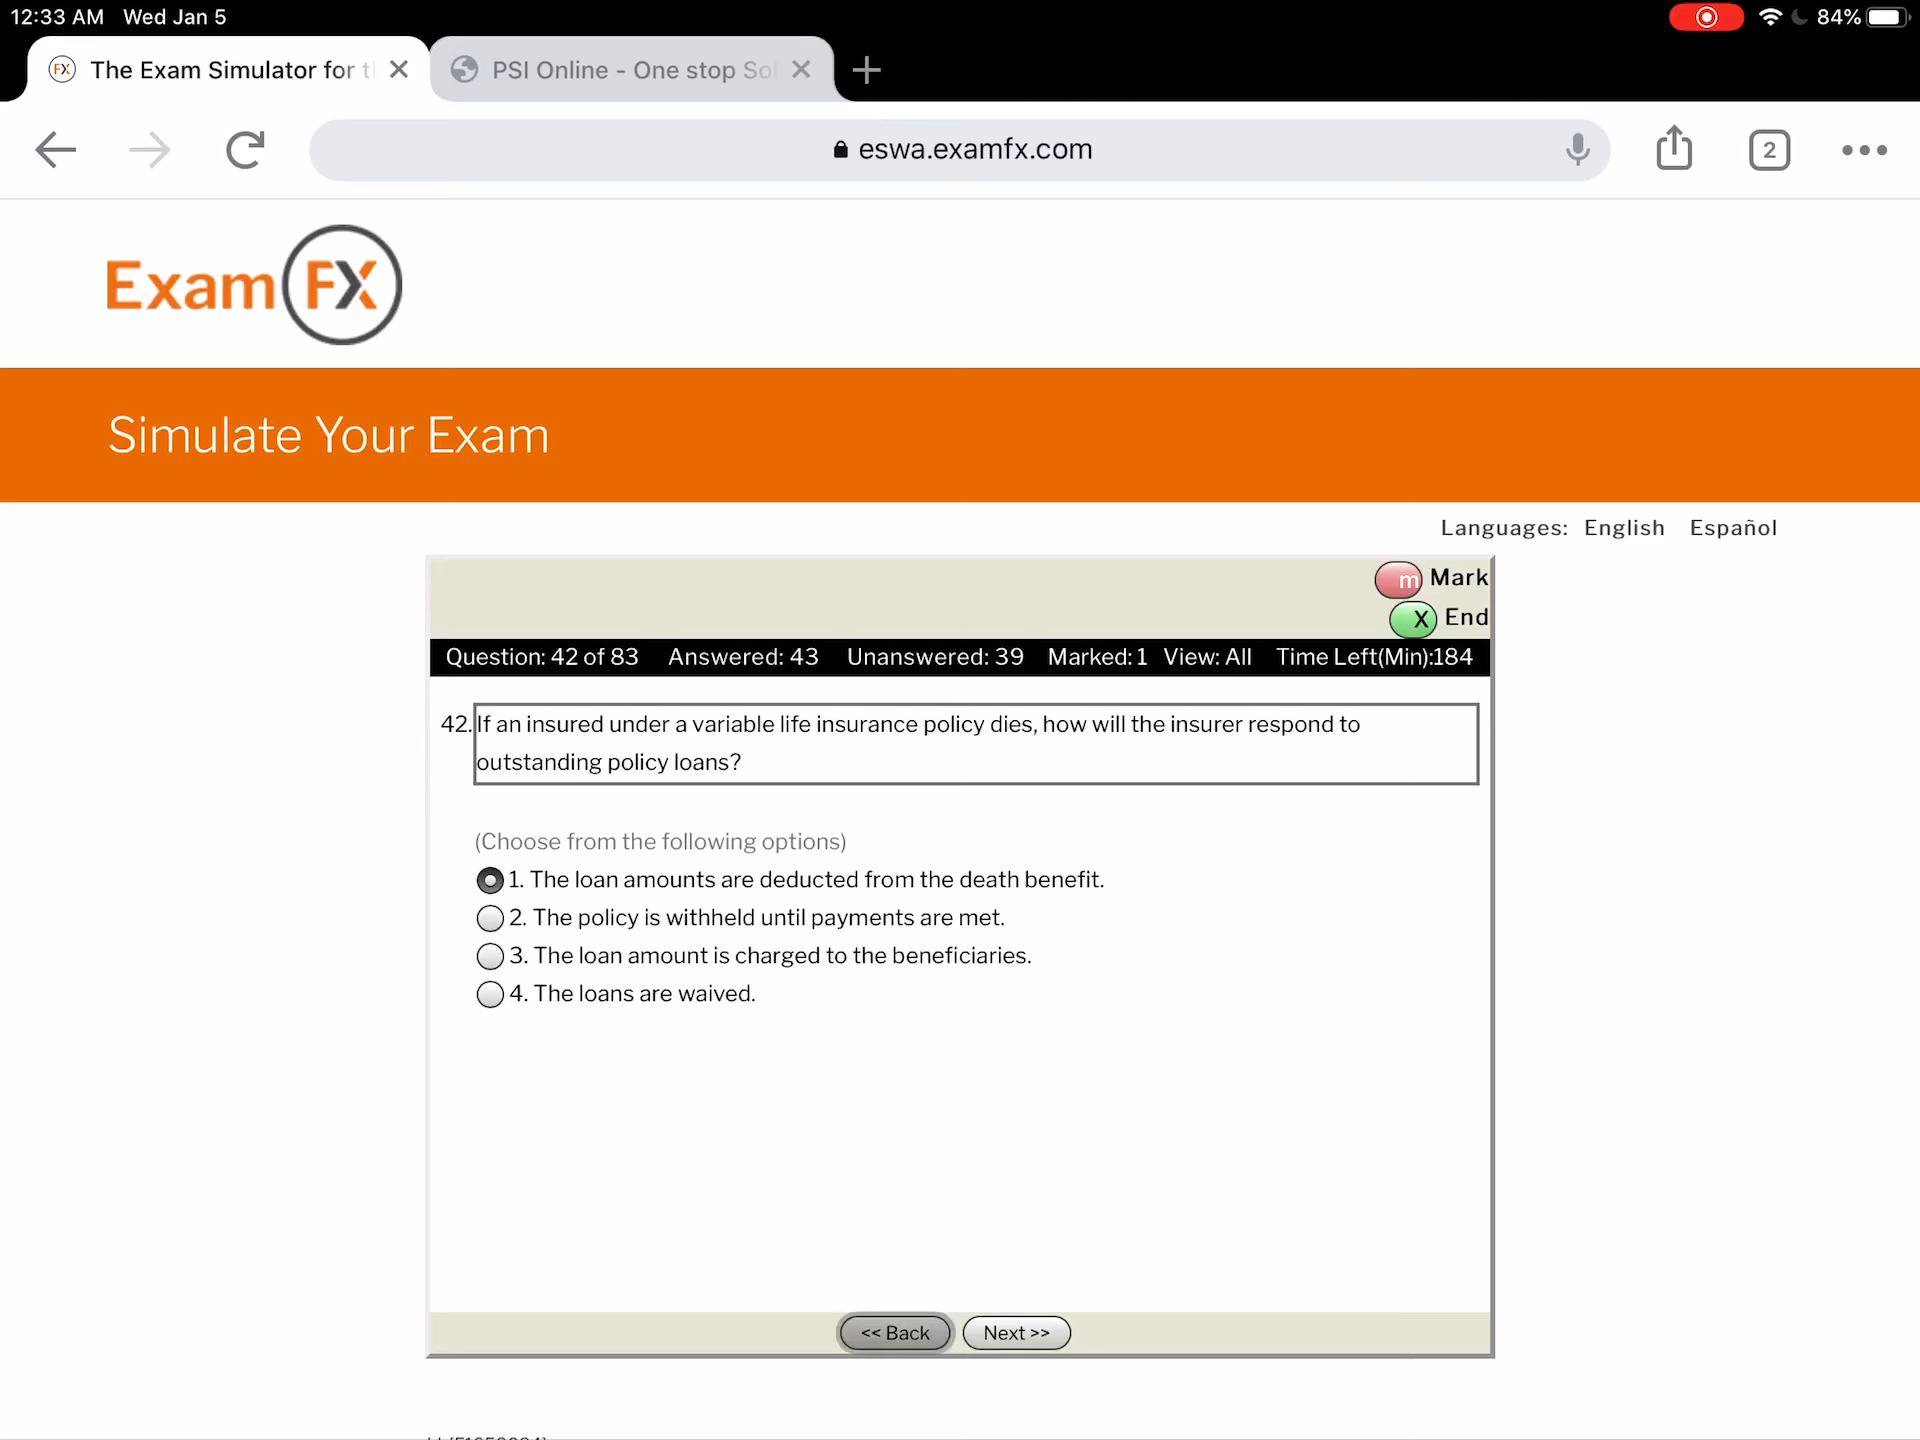 12:33 AM Wed Jan 5
84%
FX The Exam Simulator for t
PSI Online - One stop Sol
eswa.examfx.com
2
Exam FX
Simulate Your Exam
Languages: English Español
m Mark
X End
Question: 42 of 83 Answered: 43 Unanswered: 39 Marked: 1 View: All Time Left(Min):184
42. If an insured under a variable life insurance policy dies, how will the insurer respond to
outstanding policy loans?
(Choose from the following options)
1. The loan amounts are deducted from the death benefit.
2. The policy is withheld until payments are met.
3. The loan amount is charged to the beneficiaries.
4. The loans are waived.
<< Back Next >>